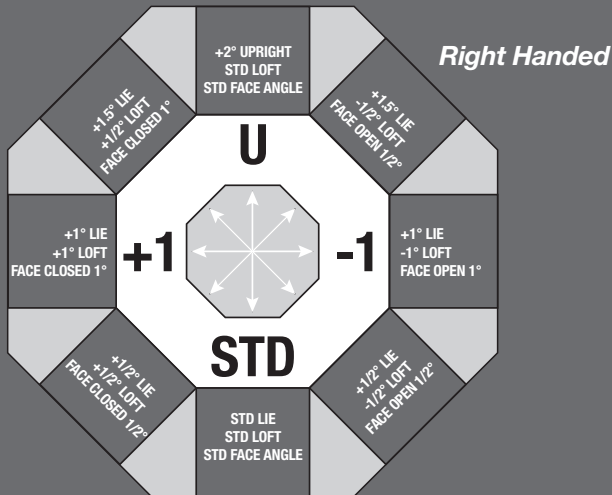 Right Handed
+2° UPRIGHT
STD LOFT
STD FACE ANGLE
+1.5° LIE
+1/2° LOFT
FACE CLOSED 1°
+1.5° LIE
-1/2° LOFT
FACE OPEN 1/2°
U
+1° LIE
+1° LOFT
FACE CLOSED 1°
+1
-1
+1° LIE
-1° LOFT
FACE OPEN 1°
STD
+1/2° LIE
+1/2° LOFT
FACE CLOSED 1/2°
+1/2° LIE
-1/2° LOFT
FACE OPEN 1/2°
STD LIE
STD LOFT
STD FACE ANGLE